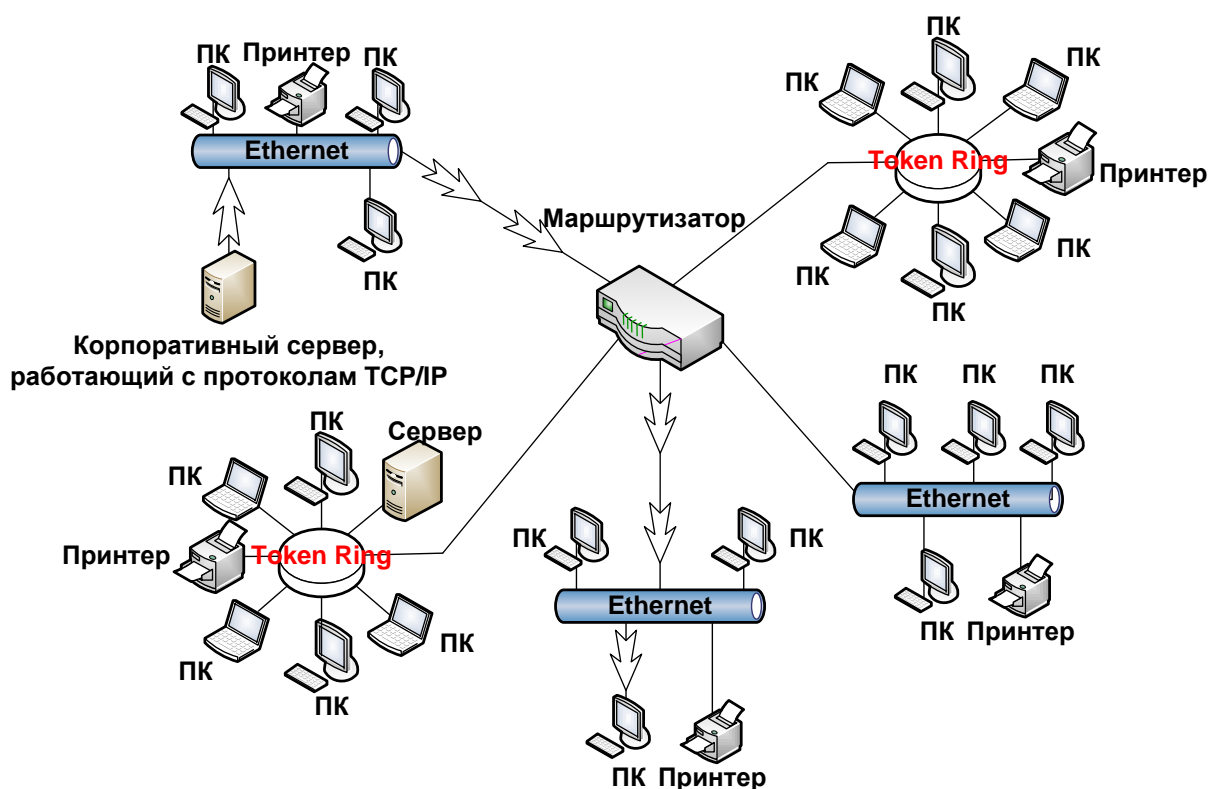 ПК
Принтер
ПК
Ethernet
ПК
Корпоративный сервер,
работающий с протоколам TCP/IP
Маршрутизатор
ПК
ПК
ПК
Token Ring
Принтер
ПК
ПК
ПК
ПК
Сервер
ПК
Принтер
Token Ring
ПК
ПК
ПК
ПК
ПК
Ethernet
ПК
Принтер
ПК
ПК
ПК
Ethernet
ПК
Принтер